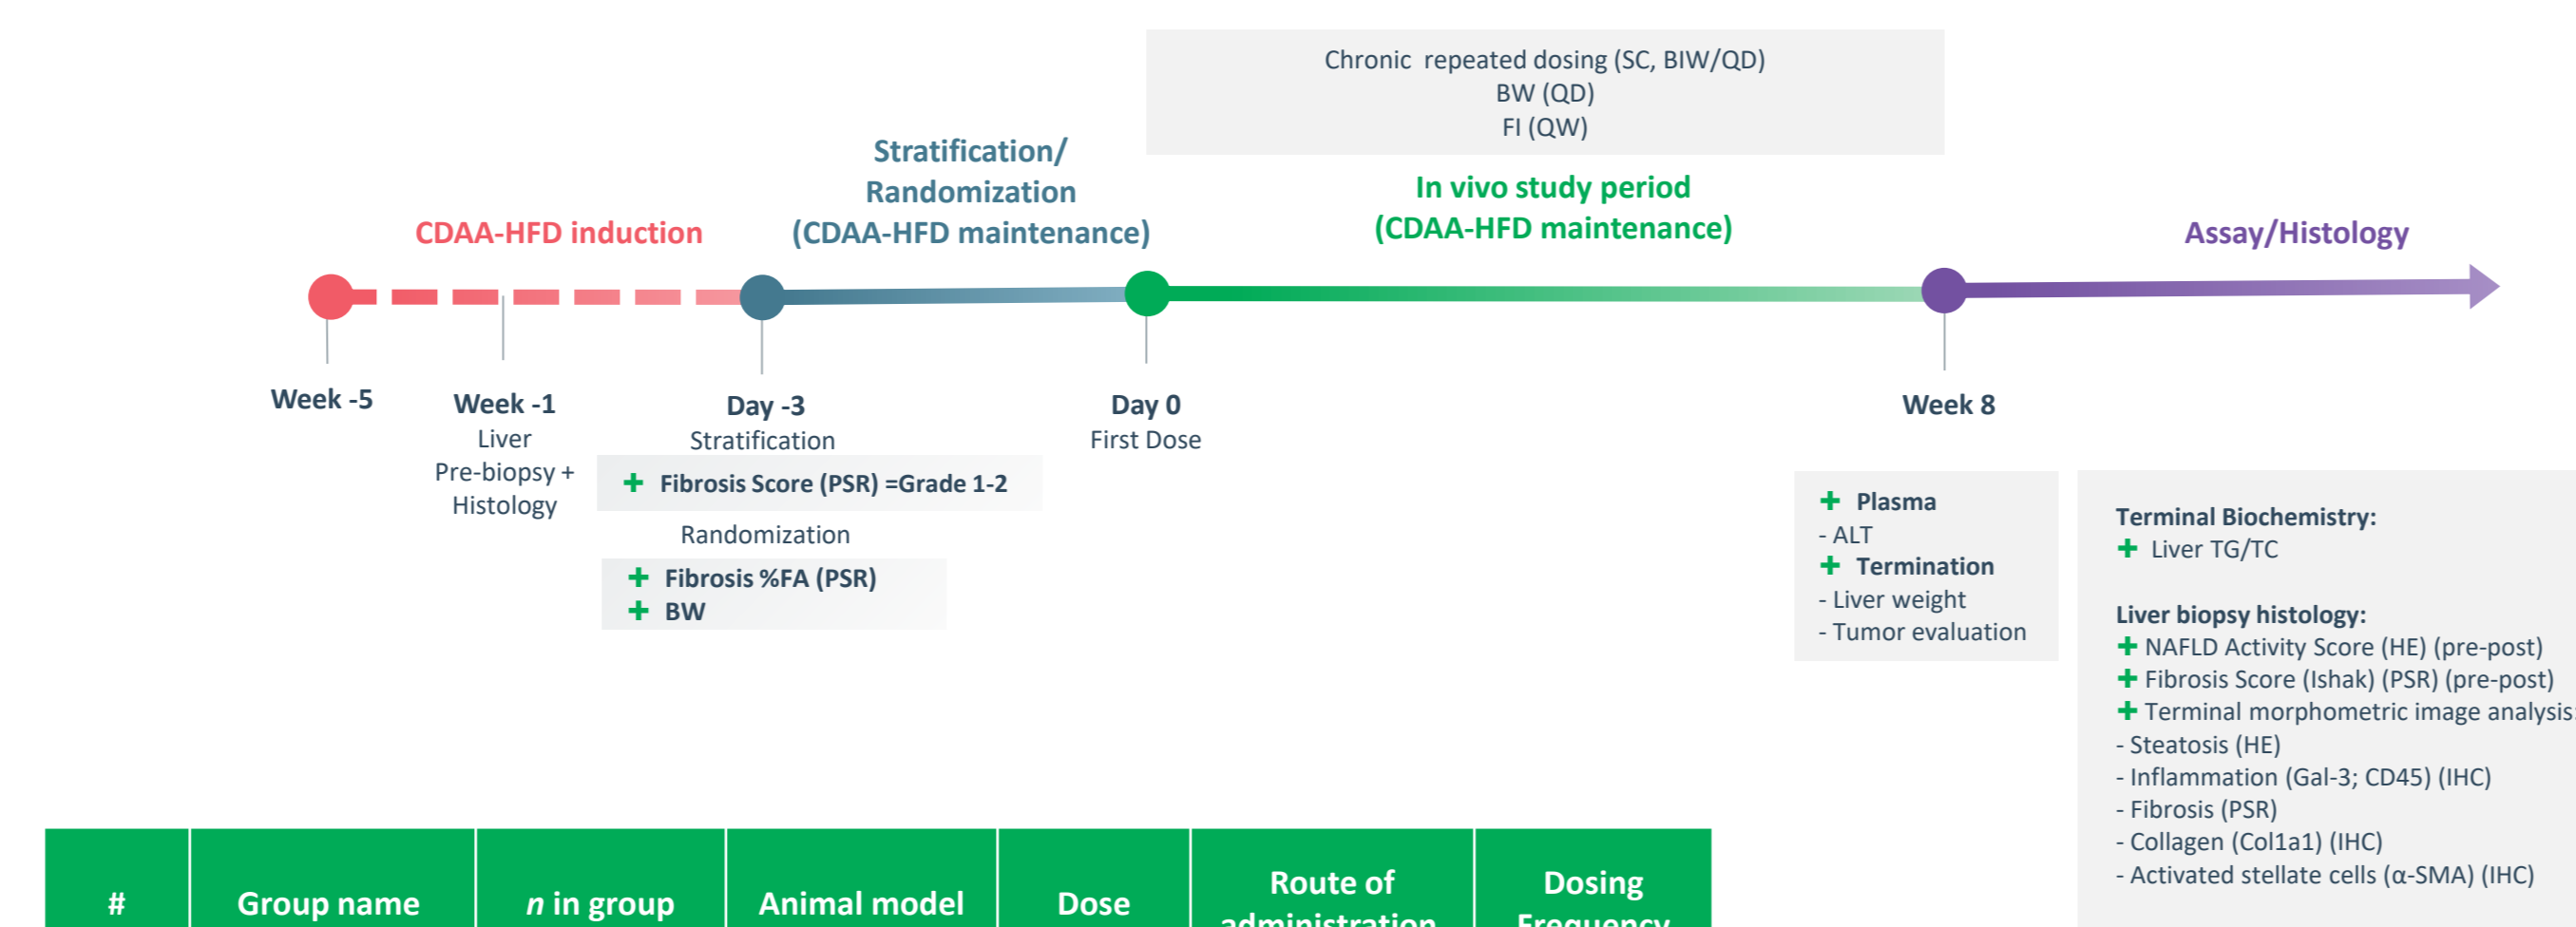 Chronic  repeated dosing (SC, BIW/QD)
BW (QD)
FI (QW)
CDAA-HFD induction
Stratification/
Randomization
(CDAA-HFD maintenance)
In vivo study period
(CDAA-HFD maintenance)
Assay/Histology
Week -5
Week -1
Liver
Pre-biopsy +
Histology
Day -3
Stratification
+ Fibrosis Score (PSR) =Grade 1-2
Randomization
+ Fibrosis %FA (PSR)
+ BW
Day 0
First Dose
Week 8
+ Plasma
- ALT
+ Termination
- Liver weight
- Tumor evaluation
Terminal Biochemistry:
+ Liver TG/TC
Liver biopsy histology:
+ NAFLD Activity Score (HE) (pre-post)
+ Fibrosis Score (Ishak) (PSR) (pre-post)
+ Terminal morphometric image analysis:
- Steatosis (HE)
- Inflammation (Gal-3; CD45) (IHC)
- Fibrosis (PSR)
- Collagen (Col1a1) (IHC)
- Activated stellate cells (α-SMA) (IHC)
#
Group name
n in group
Animal model
Dose
Route of
administration
Dosing
Frequency